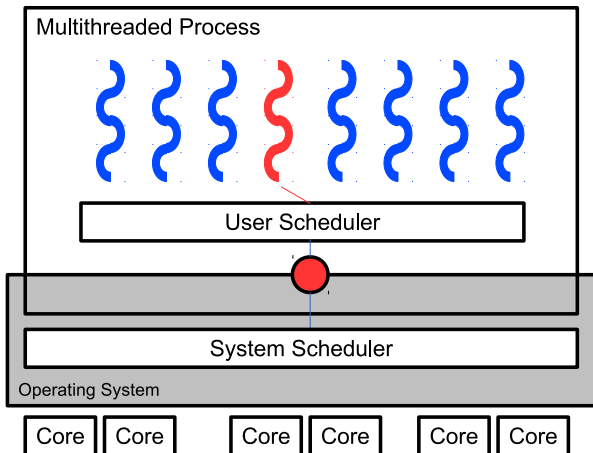 Multithreaded Process
User Scheduler
System Scheduler
Operating System
Core Core Core Core Core Core